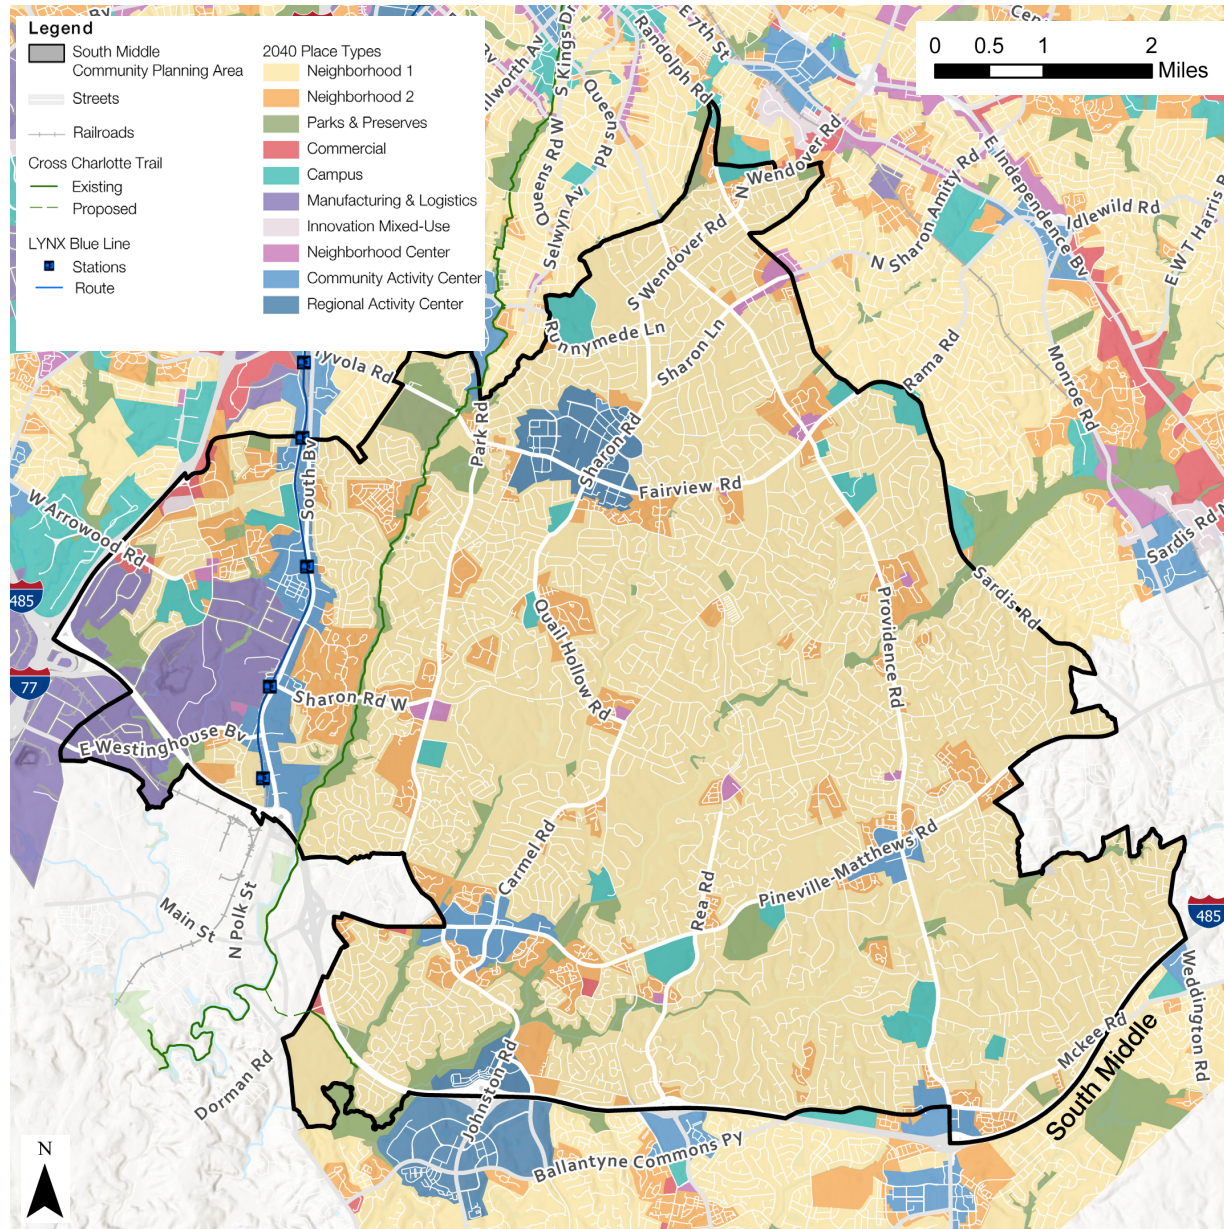 Legend
South Middle
Community Planning Area
Streets
Railroads
Cross Charlotte Trail
Existing
Proposed
LYNX Blue Line
Stations
Route
2040 Place Types
Neighborhood 1
Neighborhood 2
Parks & Preserves
Commercial
Campus
Manufacturing & Logistics
Innovation Mixed-Use
Neighborhood Center
Community Activity Center
Regional Activity Center
0 0.5 1 2
Miles
S Kings D
Queens Rd
Queens Rd W
Selwyn Av
Randolph Rd
E 7th St
N Wendover Rd
S Wendover Rd
N Sharon Amity Rd
E Independence Bv
Idlewild Rd
E W T Harris
Runnymede Ln
Sharon Ln
Rama Rd
Monroe Rd
yvola Rd
Park Rd
Sharon Rd
Fairview Rd
South Bv
W Arrowood Rd
485
77
Sardis Rd N
Sardis Rd
Providence Rd
Quail Hollow Rd
Sharon Rd W
E Westinghouse Bv
Carmel Rd
Rea Rd
Pineville Matthews Rd
Main St
N Polk St
485
Weddington Rd
Mckee Rd
South Middle
Dorman Rd
Johnston Rd
Ballantyne Commons Py
N